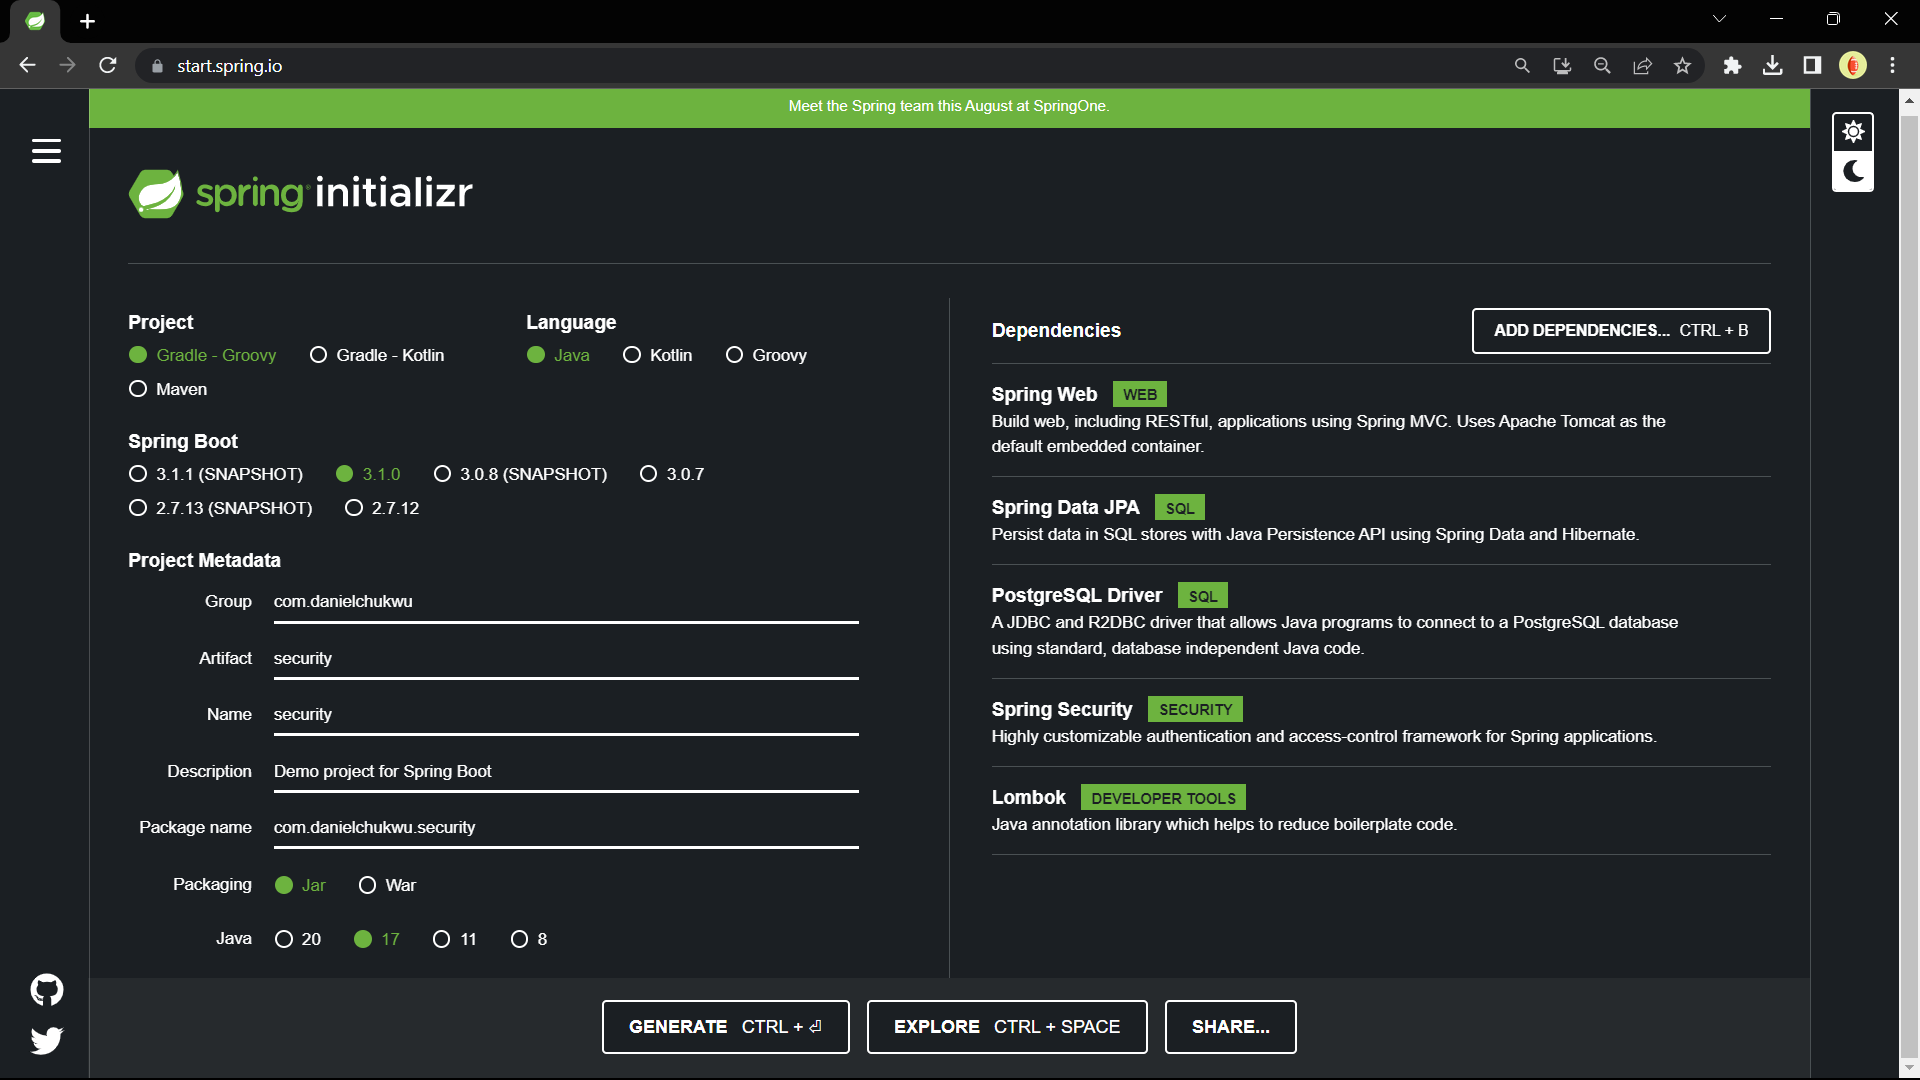 start.spring.io
Meet the Spring team this August at SpringOne.
spring initializr
Project
Gradle - Groovy
Gradle - Kotlin
Maven
Language
Java
Kotlin
Groovy
Spring Boot
3.1.1 (SNAPSHOT)
3.1.0
3.0.8 (SNAPSHOT)
3.0.7
2.7.13 (SNAPSHOT)
2.7.12
Project Metadata
Group com.danielchukwu
Artifact security
Name security
Description Demo project for Spring Boot
Package name com.danielchukwu.security
Packaging Jar War
Java 20 17 11 8
Dependencies
ADD DEPENDENCIES... CTRL + B
Spring Web WEB
Build web, including RESTful, applications using Spring MVC. Uses Apache Tomcat as the
default embedded container.
Spring Data JPA SQL
Persist data in SQL stores with Java Persistence API using Spring Data and Hibernate.
PostgreSQL Driver SQL
A JDBC and R2DBC driver that allows Java programs to connect to a PostgreSQL database
using standard, database independent Java code.
Spring Security SECURITY
Highly customizable authentication and access-control framework for Spring applications.
Lombok DEVELOPER TOOLS
Java annotation library which helps to reduce boilerplate code.
GENERATE CTRL + ⏎
EXPLORE CTRL + SPACE
SHARE...